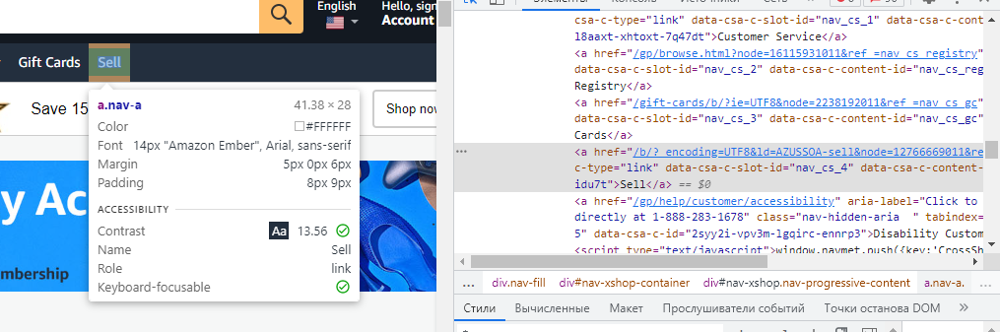 English
Hello, sign
Account
Gift Cards
Sell
Save 15
Shop now
y Ac
mbership
a.nav-a
41.38 × 28
Color
#FFFFFF
Font
14px "Amazon Ember", Arial, sans-serif
Margin
5px 0px 6px
Padding
8px 9px
ACCESSIBILITY
Contrast
Aa
13.56
Name
Sell
Role
link
Keyboard-focusable
csa-c-type="link" data-csa-c-slot-id="nav_cs_1" data-csa-c-cont
l8aaxt-xhtoxt-7q47dt">Customer Service</a>
<a href="/gp/browse.html?node=16115931011&ref_=nav_cs_registry"
data-csa-c-slot-id="nav_cs_2" data-csa-c-content-id="nav_cs_reg
Registry</a>
<a href="/gift-cards/b/?ie=UTF8&node=2238192011&ref_=nav_cs_gc"
data-csa-c-slot-id="nav_cs_3" data-csa-c-content-id="nav_cs_gc"
Cards</a>
…
<a href="/b/?_encoding=UTF8&ld=AZUSSOA-sell&node=12766669011&re
c-type="link" data-csa-c-slot-id="nav_cs_4" data-csa-c-content-
idu7t">Sell</a> == $0
<a href="/gp/help/customer/accessibility" aria-label="Click to
directly at 1-888-283-1678" class="nav-hidden-aria  " tabindex=
5" data-csa-c-id="2syy2i-vpv3m-lgqirc-ennrp3">Disability Custom
<script type="text/javascript">window.navmet.push({key:'CrossSh
… div.nav-fill div#nav-xshop-container div#nav-xshop.nav-progressive-content a.nav-a. …
Стили Вычисленные Макет Прослушиватели событий Точки останова DOM »